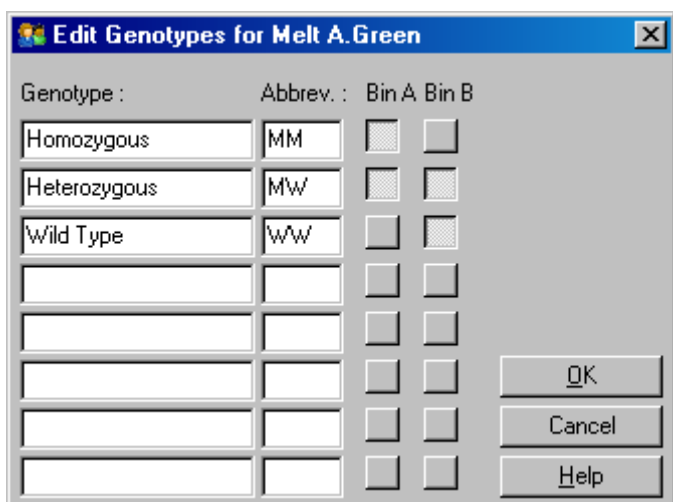 Edit Genotypes for Melt A.Green
Genotype : Abbrev. : Bin A Bin B
Homozygous MM
Heterozygous MW
Wild Type WW
OK
Cancel
Help